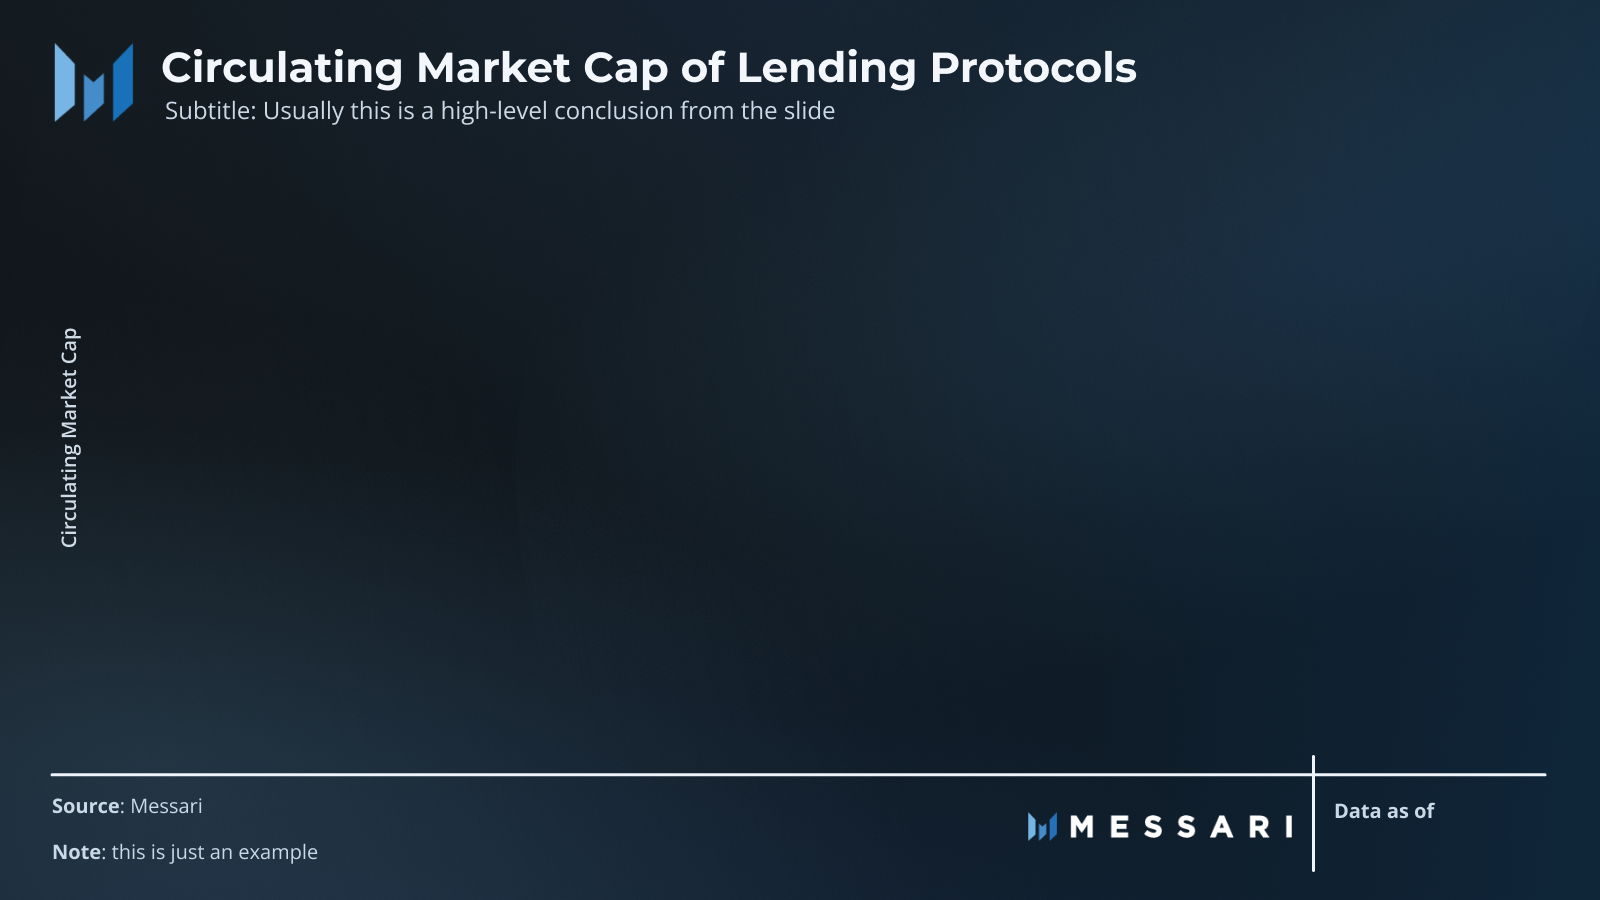 Circulating Market Cap of Lending Protocols
Subtitle: Usually this is a high-level conclusion from the slide
Circulating Market Cap
Source: Messari
Note: this is just an example
MESSARI
Data as of